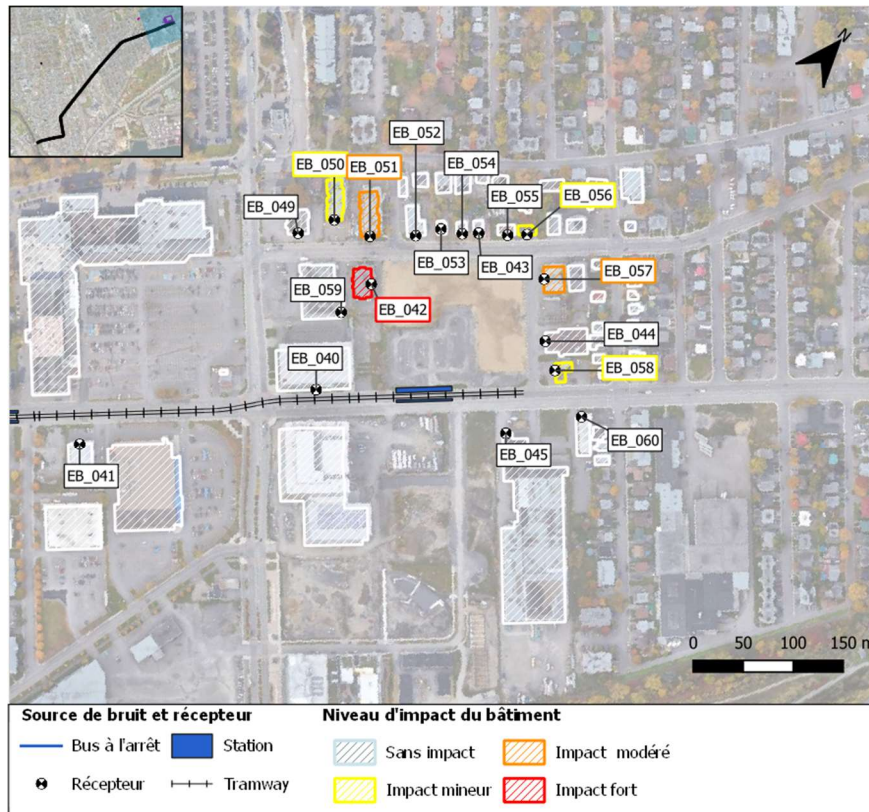 N
EB_052
EB_050
EB_051
EB_054
EB_055
EB_056
EB_049
EB_053
EB_043
EB_057
EB_059
EB_042
EB_044
EB_040
EB_058
EB_041
EB_045
EB_060
0 50 100 150 m
Source de bruit et récepteur
Niveau d'impact du bâtiment
Bus à l'arrêt
Station
Sans impact
Impact modéré
Récepteur
Tramway
Impact mineur
Impact fort